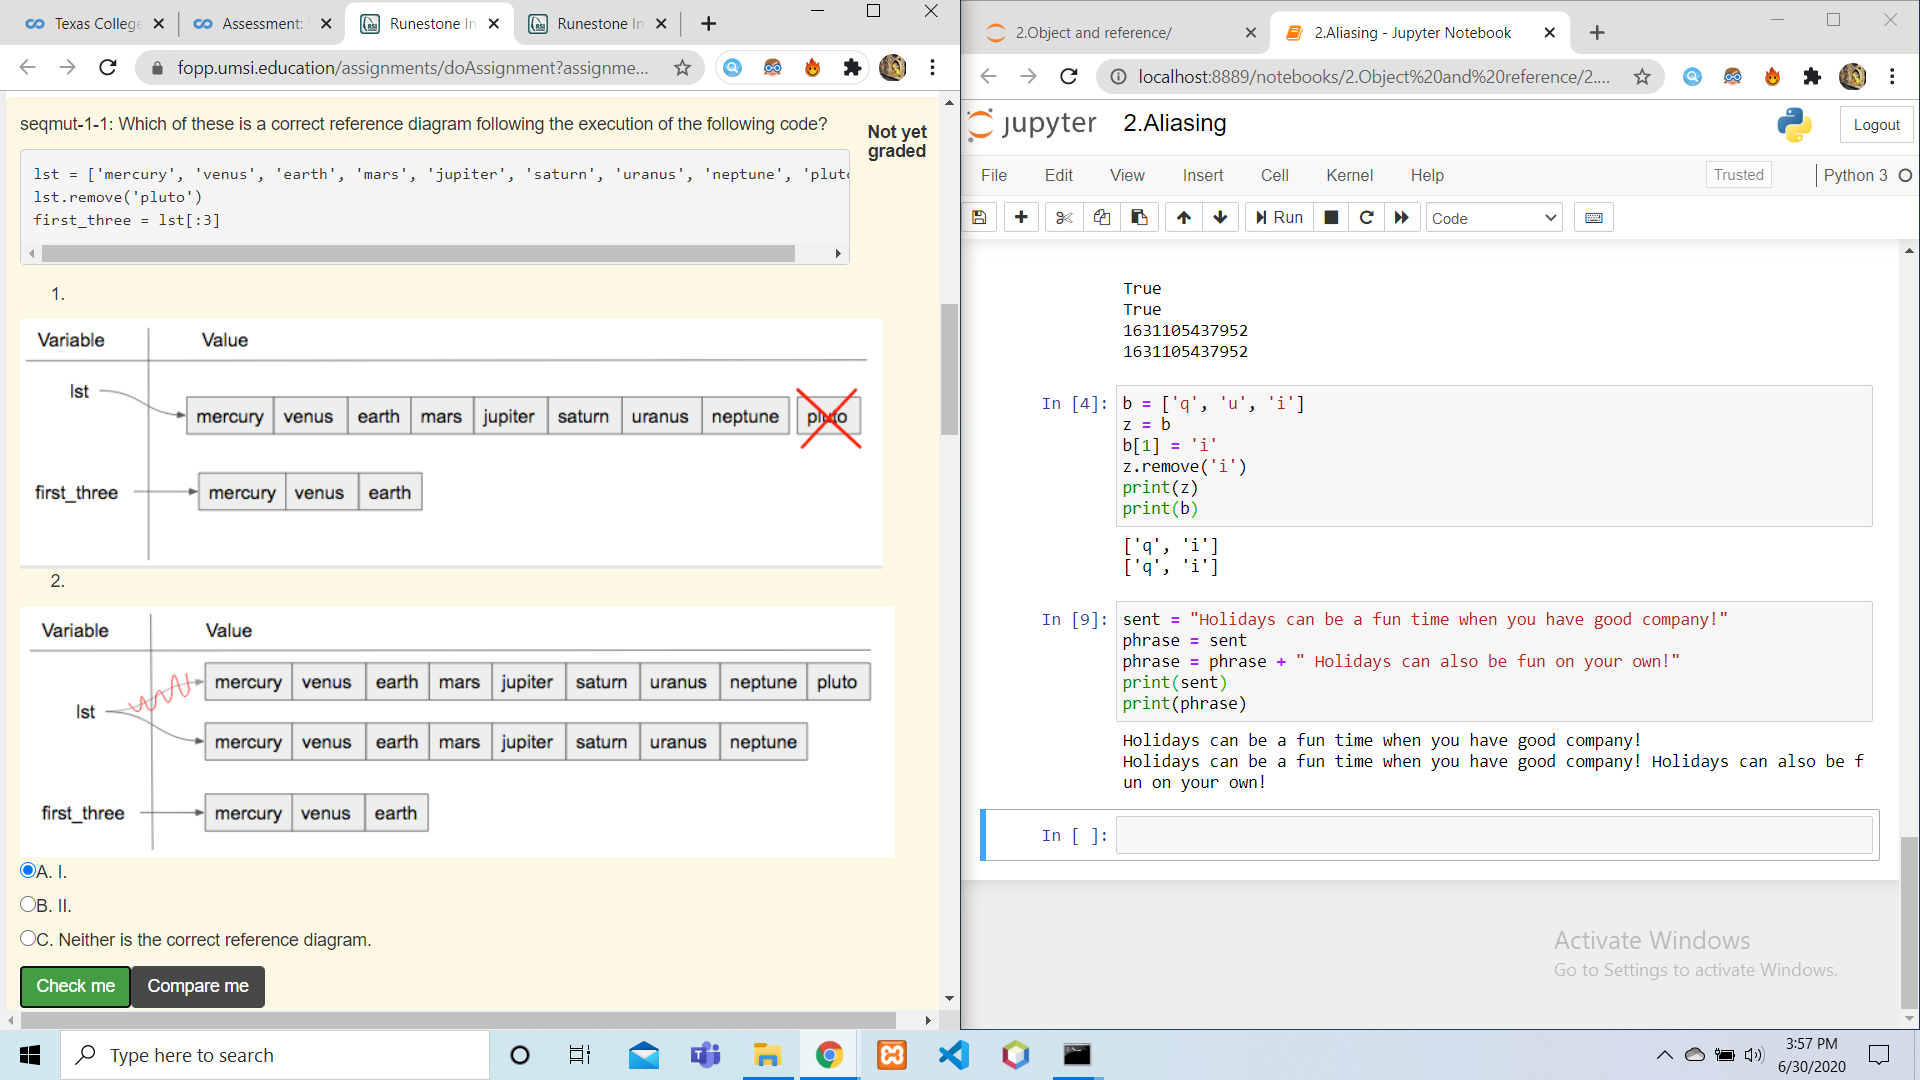 Texas College
Assessment:
Runestone In
Runestone In
fopp.umsi.education/assignments/doAssignment?assignme...
seqmut-1-1: Which of these is a correct reference diagram following the execution of the following code?
Not yet
graded
lst = ['mercury', 'venus', 'earth', 'mars', 'jupiter', 'saturn', 'uranus', 'neptune', 'pluto
lst.remove('pluto')
first_three = lst[:3]
1.
Variable Value
lst
mercury venus earth mars jupiter saturn uranus neptune pluto
first_three mercury venus earth
2.
Variable Value
mercury venus earth mars jupiter saturn uranus neptune pluto
lst
mercury venus earth mars jupiter saturn uranus neptune
first_three mercury venus earth
A. I.
B. II.
C. Neither is the correct reference diagram.
Check me Compare me
2.Object and reference/
2.Aliasing - Jupyter Notebook
localhost:8889/notebooks/2.Object%20and%20reference/2....
jupyter 2.Aliasing
Logout
File Edit View Insert Cell Kernel Help Trusted Python 3
Run Code
True
True
1631105437952
1631105437952
In [4]: b = ['q', 'u', 'i']
z = b
b[1] = 'i'
z.remove('i')
print(z)
print(b)
['q', 'i']
['q', 'i']
In [9]: sent = "Holidays can be a fun time when you have good company!"
phrase = sent
phrase = phrase + " Holidays can also be fun on your own!"
print(sent)
print(phrase)
Holidays can be a fun time when you have good company!
Holidays can be a fun time when you have good company! Holidays can also be f
un on your own!
In [ ]:
Activate Windows
Go to Settings to activate Windows.
Type here to search
3:57 PM
6/30/2020